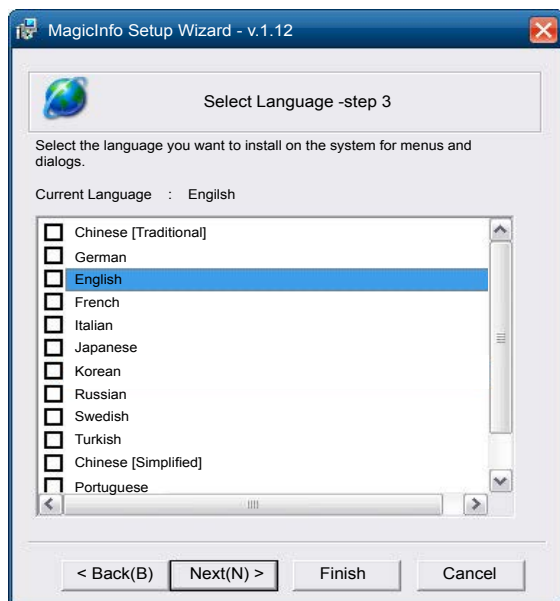 MagicInfo Setup Wizard - v.1.12
Select Language -step 3
Select the language you want to install on the system for menus and
dialogs.
Current Language : Engilsh
Chinese [Traditional]
German
English
French
Italian
Japanese
Korean
Russian
Swedish
Turkish
Chinese [Simplified]
Portuguese
< Back(B) Next(N) > Finish Cancel